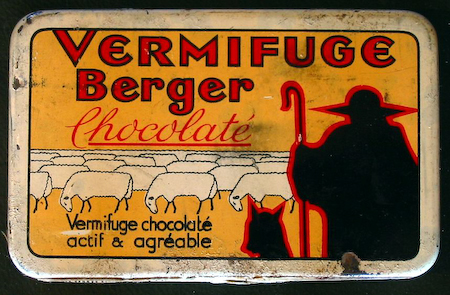 VERMIFUGE
Berger
Chocolaté
Vermifuge chocolaté
actif & agréable